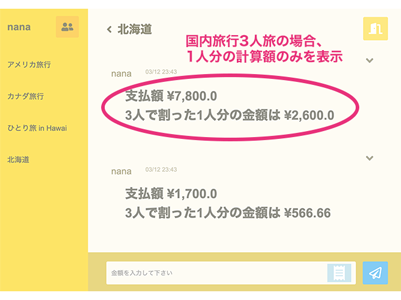 nana
アメリカ旅行
カナダ旅行
ひとり旅 in Hawai
北海道
北海道
国内旅行3人旅の場合、
1人分の計算額のみを表示
nana 03/12 23:43
支払額 ¥7,800.0
3人で割った1人分の金額は ¥2,600.0
nana 03/12 23:43
支払額 ¥1,700.0
3人で割った1人分の金額は ¥566.66
金額を入力して下さい